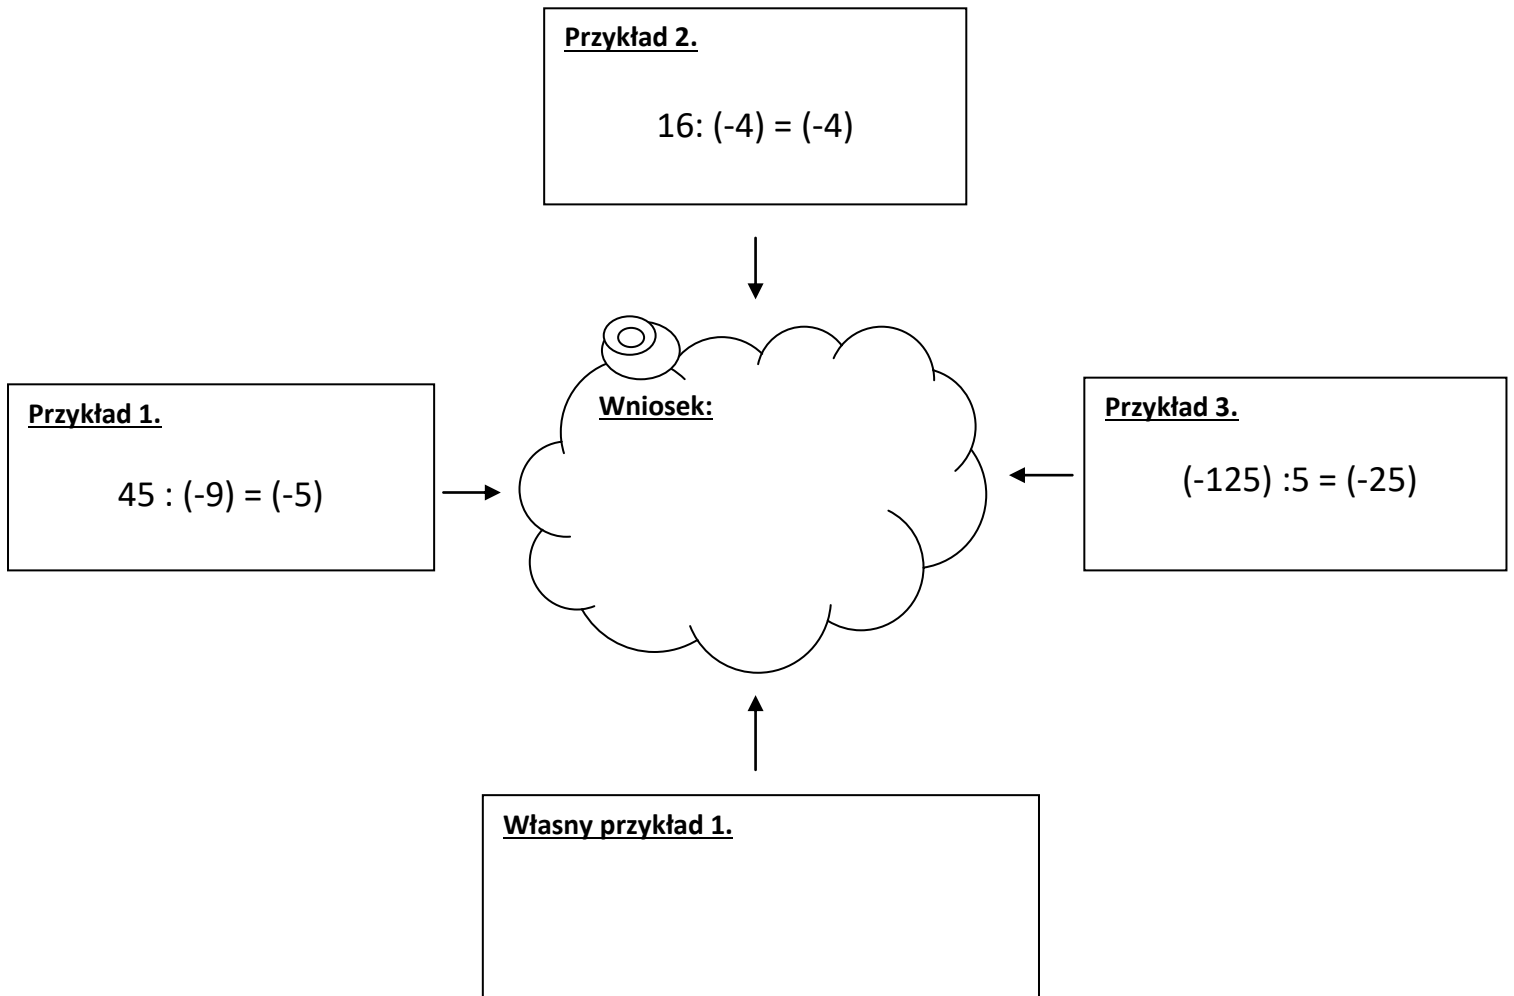 Przykład 2.
16: (-4) = (-4)
Przykład 1.
45 : (-9) = (-5)
Wniosek:
Przykład 3.
(-125) :5 = (-25)
Własny przykład 1.